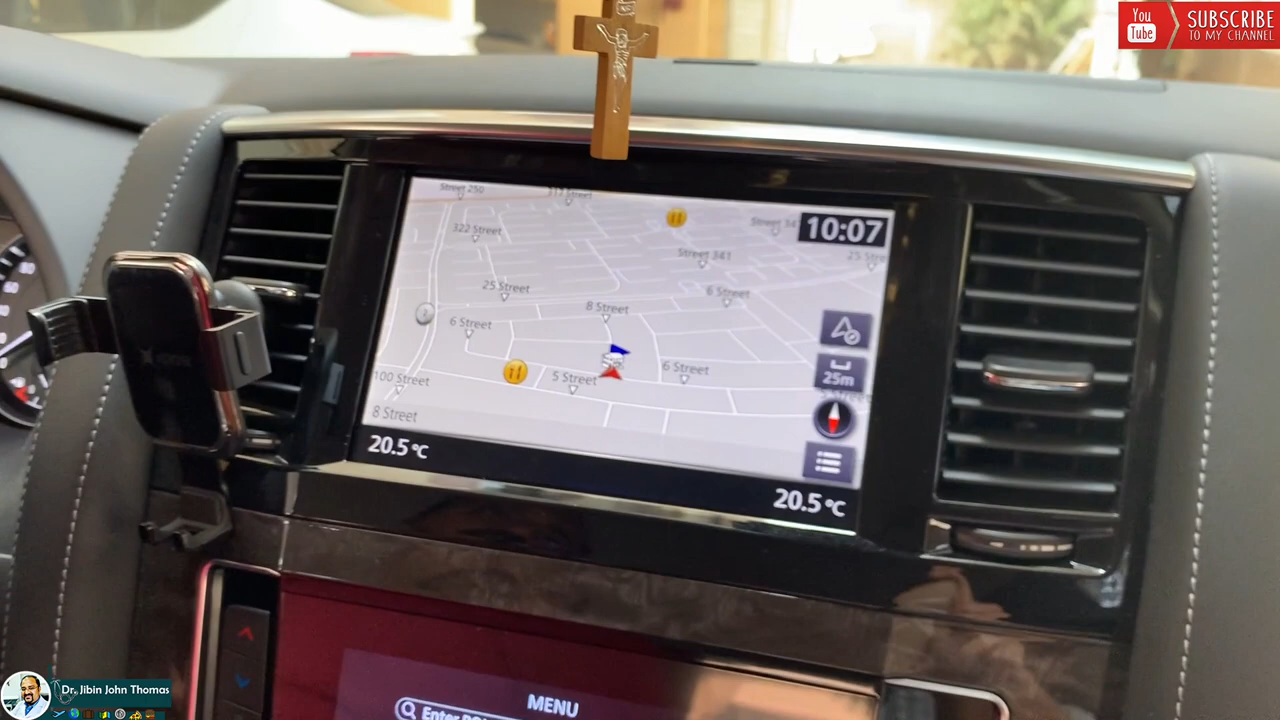 You
Tube
SUBSCRIBE
TO MY CHANNEL
Street 250
317 Street
322 Street
10:07
Street 341
25 Street
8 Street
6 Street
6 Street
5 Street
6 Street
25m
100 Street
8 Street
20.5 °C
20.5 °C
60
MENU
Enter
Dr. Jibin John Thomas